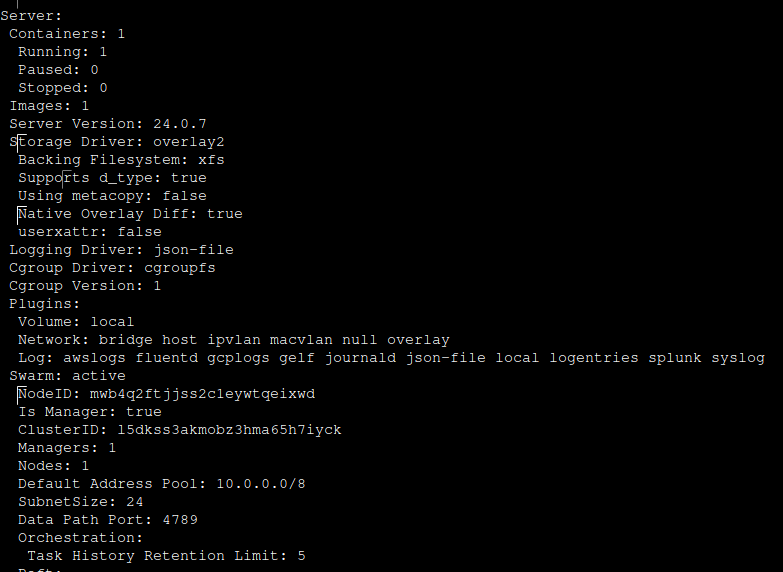 Server:
Containers: 1
Running: 1
Paused: 0
Stopped: 0
Images: 1
Server Version: 24.0.7
Storage Driver: overlay2
Backing Filesystem: xfs
Supports d_type: true
Using metacopy: false
Native Overlay Diff: true
userxattr: false
Logging Driver: json-file
Cgroup Driver: cgroupfs
Cgroup Version: 1
Plugins:
Volume: local
Network: bridge host ipvlan macvlan null overlay
Log: awslogs fluentd gcplogs gelf journald json-file local logentries splunk syslog
Swarm: active
NodeID: mwb4q2ftjjss2c1eywtqeixwd
Is Manager: true
ClusterID: l5dkss3akmobz3hma65h7iyck
Managers: 1
Nodes: 1
Default Address Pool: 10.0.0.0/8
SubnetSize: 24
Data Path Port: 4789
Orchestration:
Task History Retention Limit: 5